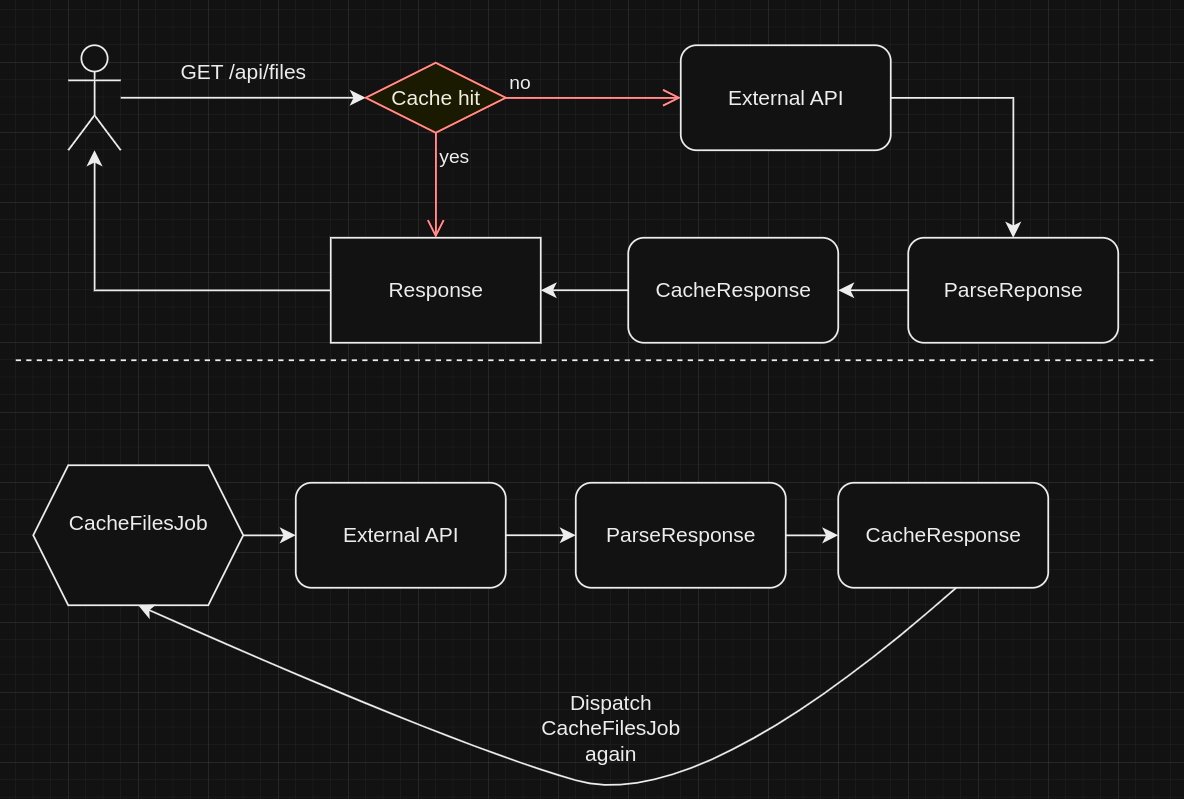 GET /api/files
Cache hit
no
External API
yes
Response
CacheResponse
ParseReponse
CacheFilesJob
External API
ParseResponse
CacheResponse
Dispatch
CacheFilesJob
again